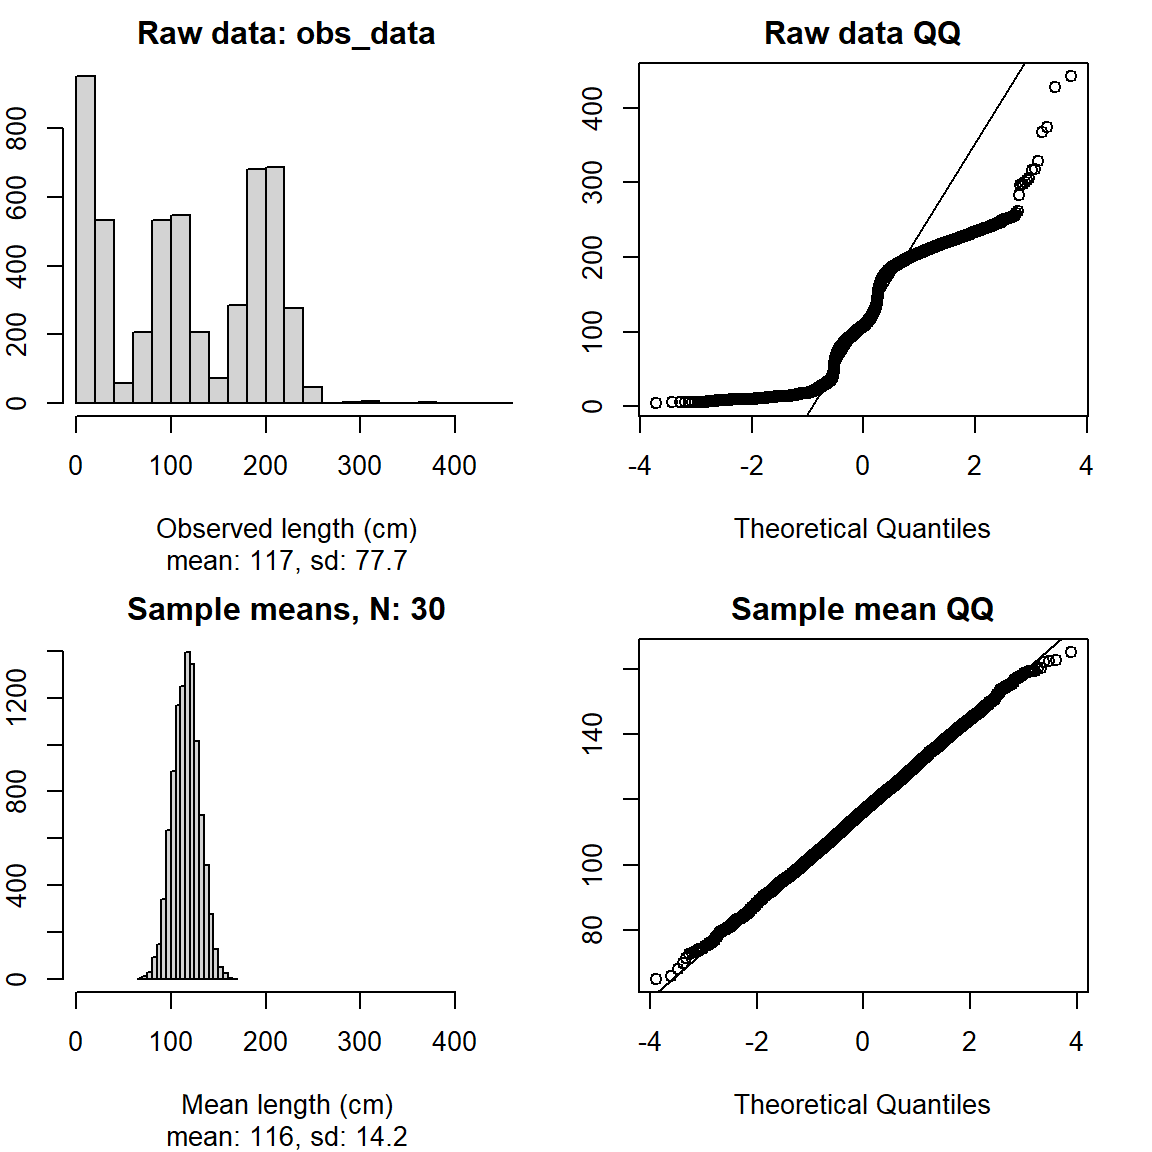 Raw data: obs_data
800
600
400
200
0
0 100 200 300 400
Observed length (cm)
mean: 117, sd: 77.7
Raw data QQ
400
300
200
100
0
-4 -2 0 2 4
Theoretical Quantiles
Sample means, N: 30
1200
800
400
0
0 100 200 300 400
Mean length (cm)
mean: 116, sd: 14.2
Sample mean QQ
140
100
80
-4 -2 0 2 4
Theoretical Quantiles